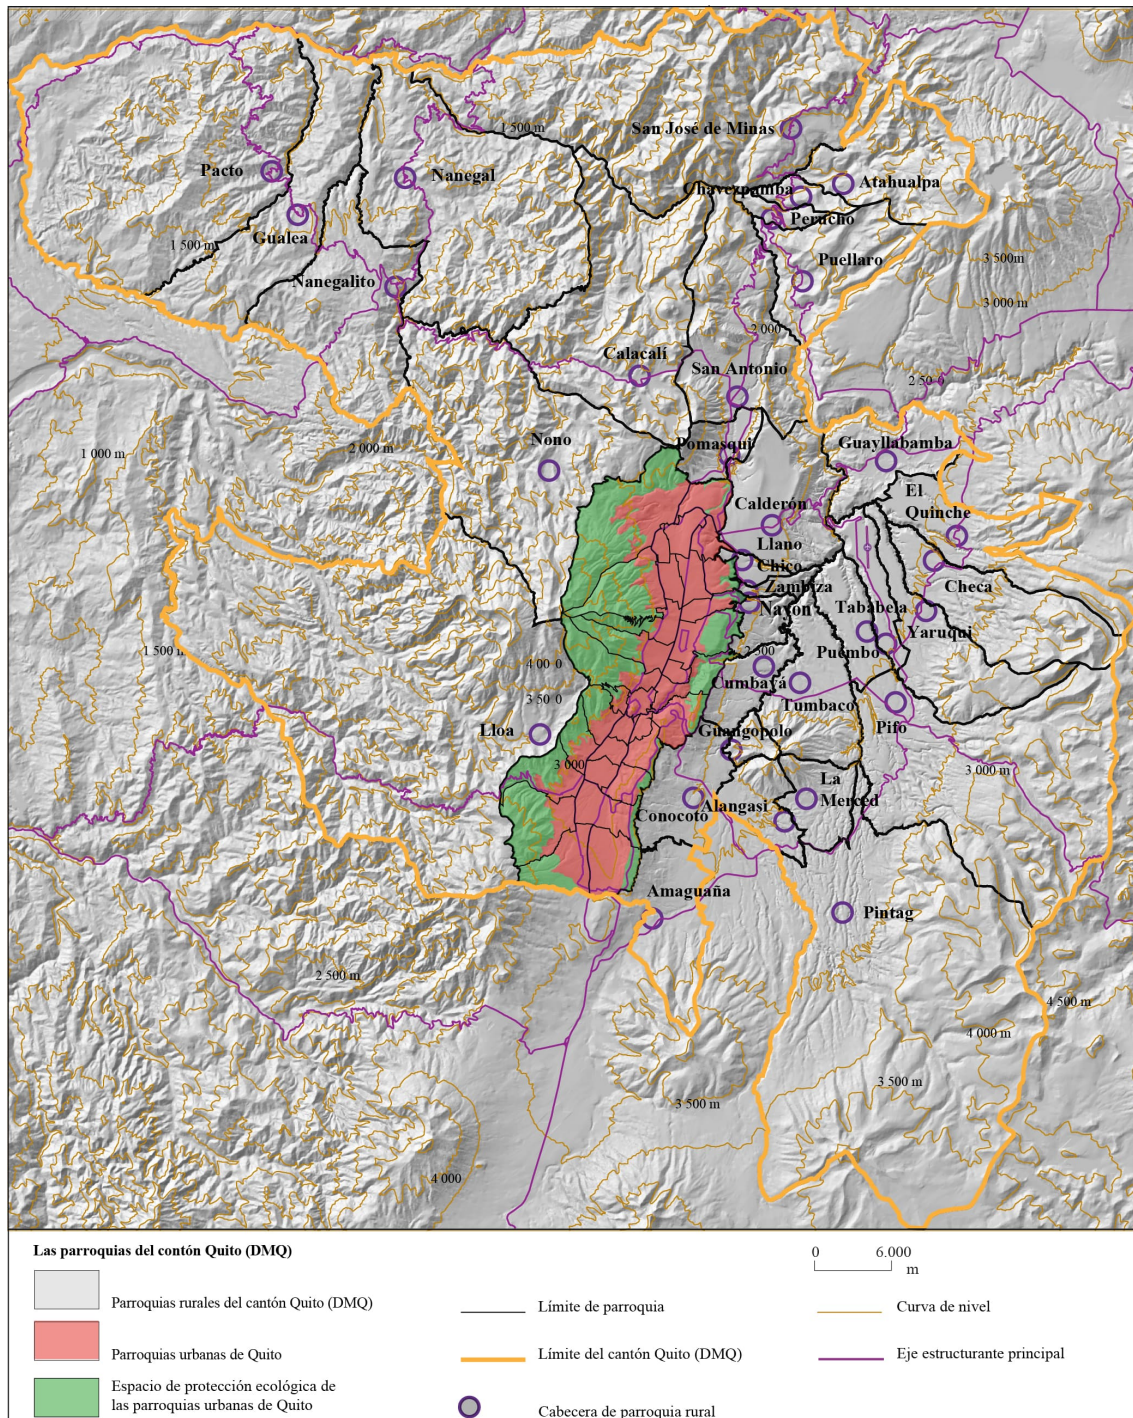 1 500 m
San José de Minas
Pacto
Nanegal
Chavezpamba
Atahualpa
Perucho
Gualea
1 500 m
Puellaro
3 500m
Nanegalito
3 000 m
2 000
Calacalí
San Antonio
2 50 0
Nono
Pomasqui
Guayllabamba
2 000 m
1 000 m
El
Quinche
Calderón
Llano
Chico
Checa
Zambiza
Nayon
Tababela
Yaruqui
1 500 m
2 500
Puembo
4 00 0
Cumbayá
3 50 0
Tumbaco
Pifo
Lloa
Guangopolo
3 000
3 000 m
La
Merced
Alangasi
Conocoto
Amaguaña
Pintag
2 500 m
4 500 m
4 000 m
3 500 m
3 500 m
4 000
Las parroquias del contón Quito (DMQ)
0 6.000
m
Parroquias rurales del cantón Quito (DMQ)
Límite de parroquia
Curva de nivel
Parroquias urbanas de Quito
Límite del cantón Quito (DMQ)
Eje estructurante principal
Espacio de protección ecológica de
las parroquias urbanas de Quito
Cabecera de parroquia rural